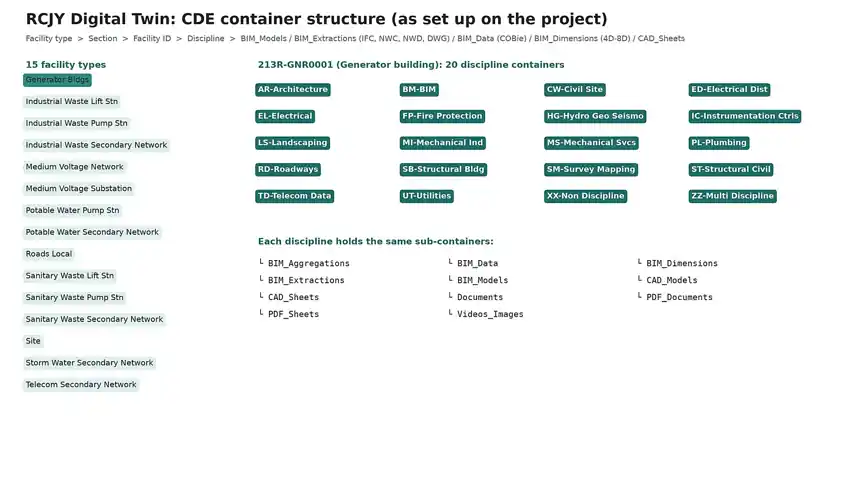 RCJY Digital Twin: CDE container structure (as set up on the project)
Facility type > Section > Facility ID > Discipline > BIM_Models / BIM_Extractions (IFC, NWC, NWD, DWG) / BIM_Data (COBie) / BIM_Dimensions (4D-8D) / CAD_Sheets
15 facility types
Generator Bldgs
Industrial Waste Lift Stn
Industrial Waste Pump Stn
Industrial Waste Secondary Network
Medium Voltage Network
Medium Voltage Substation
Potable Water Pump Stn
Potable Water Secondary Network
Roads Local
Sanitary Waste Lift Stn
Sanitary Waste Pump Stn
Sanitary Waste Secondary Network
Site
Storm Water Secondary Network
Telecom Secondary Network
213R-GNR0001 (Generator building): 20 discipline containers
AR-Architecture BM-BIM CW-Civil Site ED-Electrical Dist
EL-Electrical FP-Fire Protection HG-Hydro Geo Seismo IC-Instrumentation Ctrls
LS-Landscaping MI-Mechanical Ind MS-Mechanical Svcs PL-Plumbing
RD-Roadways SB-Structural Bldg SM-Survey Mapping ST-Structural Civil
TD-Telecom Data UT-Utilities XX-Non Discipline ZZ-Multi Discipline
Each discipline holds the same sub-containers:
└ BIM_Aggregations └ BIM_Data └ BIM_Dimensions
└ BIM_Extractions └ BIM_Models └ CAD_Models
└ CAD_Sheets └ Documents └ PDF_Documents
└ PDF_Sheets └ Videos_Images